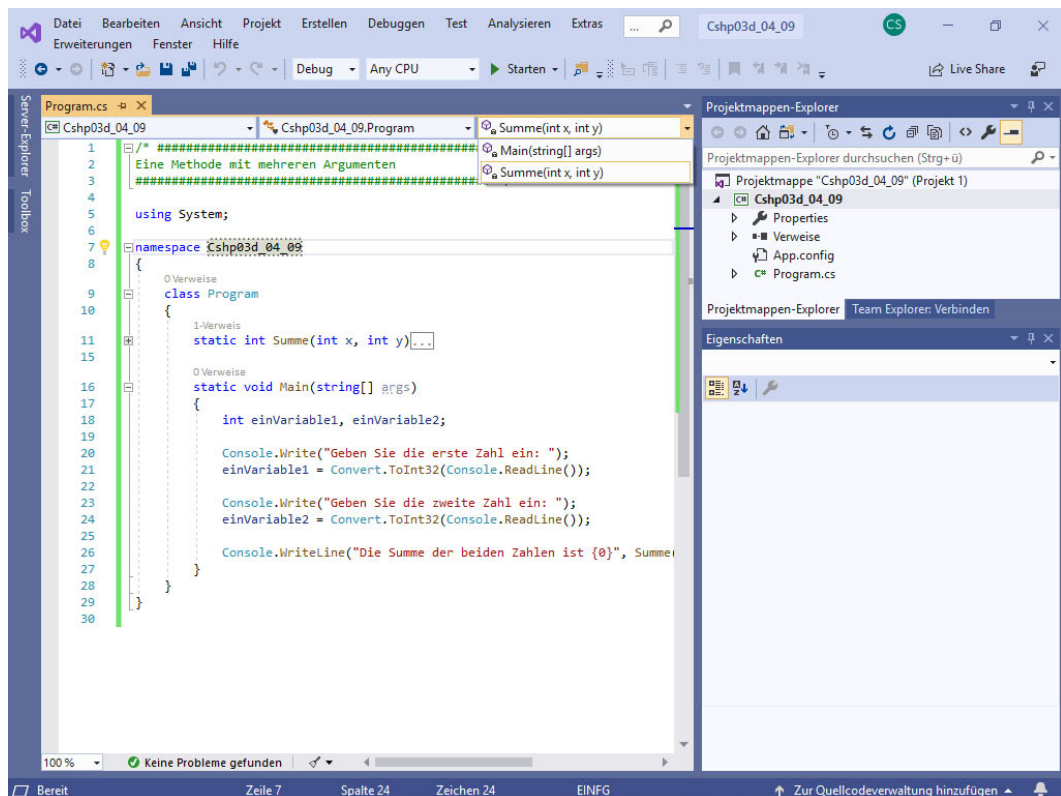 Datei Bearbeiten Ansicht Projekt Erstellen Debuggen Test Analysieren Extras ... Cshp03d_04_09 CS
Erweiterungen Fenster Hilfe
Debug Any CPU Starten Live Share
Server-Explorer
Toolbox
Program.cs
C# Cshp03d_04_09 Cshp03d_04_09.Program Summe(int x, int y)
Main(string[] args)
Summe(int x, int y)
1 /* ################################################
2 Eine Methode mit mehreren Argumenten
3 ################################################
4
5 using System;
6
7 namespace Cshp03d_04_09
8 {
0 Verweise
9 class Program
10 {
1-Verweis
11 static int Summe(int x, int y)...
15
0 Verweise
16 static void Main(string[] args)
17 {
18 int einVariable1, einVariable2;
19
20 Console.Write("Geben Sie die erste Zahl ein: ");
21 einVariable1 = Convert.ToInt32(Console.ReadLine());
22
23 Console.Write("Geben Sie die zweite Zahl ein: ");
24 einVariable2 = Convert.ToInt32(Console.ReadLine());
25
26 Console.WriteLine("Die Summe der beiden Zahlen ist {0}", Summe(
27 }
28 }
29 }
30
100 % Keine Probleme gefunden
Projektmappen-Explorer
Projektmappen-Explorer durchsuchen (Strg+ü)
Projektmappe "Cshp03d_04_09" (Projekt 1)
C# Cshp03d_04_09
Properties
Verweise
App.config
C# Program.cs
Projektmappen-Explorer Team Explorer: Verbinden
Eigenschaften
Bereit Zeile 7 Spalte 24 Zeichen 24 EINFG Zur Quellcodeverwaltung hinzufügen